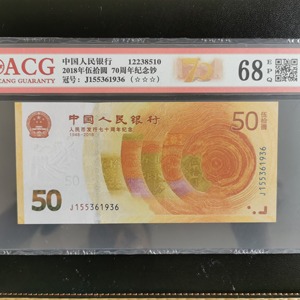 ACG
中国人民银行 12238510
2018年伍拾圆 70周年纪念钞
冠号: J155361936 (☆☆☆)
68
EPQ
中国人民银行
人民币发行七十周年纪念
1948-2018
50
50
J155361936
J155361936